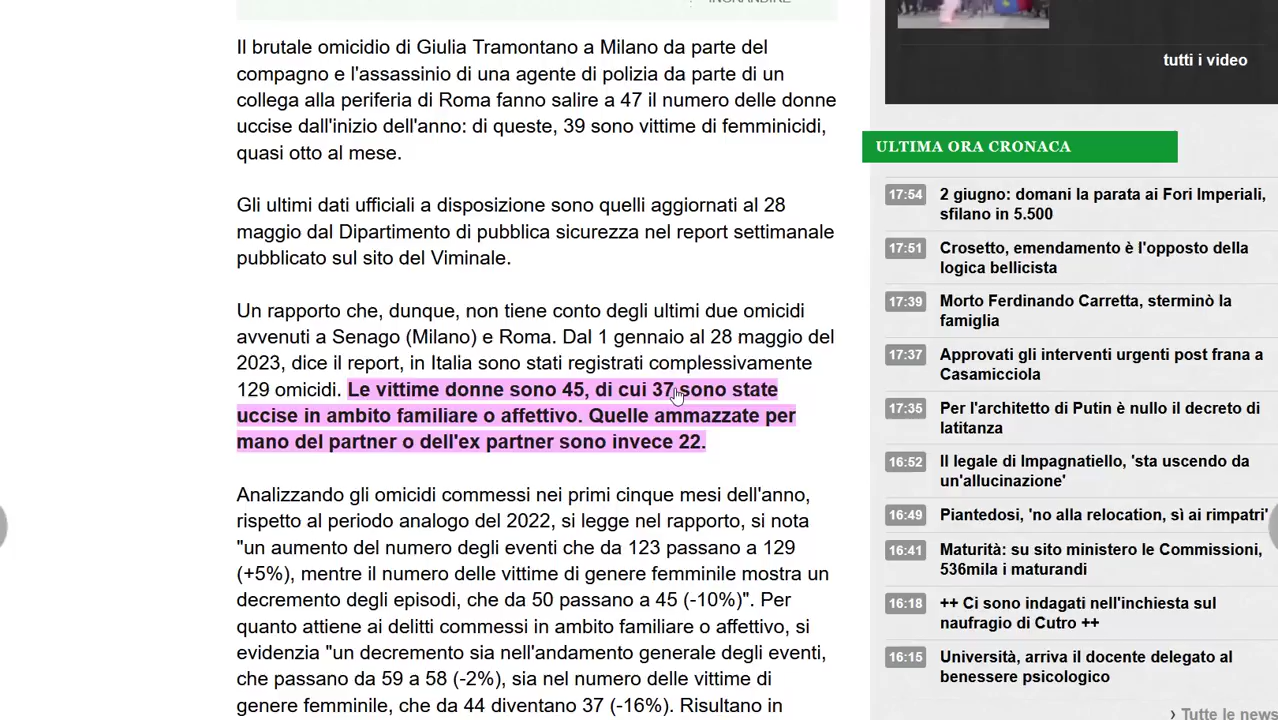 Il brutale omicidio di Giulia Tramontano a Milano da parte del
compagno e l'assassinio di una agente di polizia da parte di un
collega alla periferia di Roma fanno salire a 47 il numero delle donne
uccise dall'inizio dell'anno: di queste, 39 sono vittime di femminicidi,
quasi otto al mese.
Gli ultimi dati ufficiali a disposizione sono quelli aggiornati al 28
maggio dal Dipartimento di pubblica sicurezza nel report settimanale
pubblicato sul sito del Viminale.
Un rapporto che, dunque, non tiene conto degli ultimi due omicidi
avvenuti a Senago (Milano) e Roma. Dal 1 gennaio al 28 maggio del
2023, dice il report, in Italia sono stati registrati complessivamente
129 omicidi. Le vittime donne sono 45, di cui 37 sono state
uccise in ambito familiare o affettivo. Quelle ammazzate per
mano del partner o dell'ex partner sono invece 22.
Analizzando gli omicidi commessi nei primi cinque mesi dell'anno,
rispetto al periodo analogo del 2022, si legge nel rapporto, si nota
"un aumento del numero degli eventi che da 123 passano a 129
(+5%), mentre il numero delle vittime di genere femminile mostra un
decremento degli episodi, che da 50 passano a 45 (-10%)". Per
quanto attiene ai delitti commessi in ambito familiare o affettivo, si
evidenzia "un decremento sia nell'andamento generale degli eventi,
che passano da 59 a 58 (-2%), sia nel numero delle vittime di
genere femminile, che da 44 diventano 37 (-16%). Risultano in
tutti i video
ULTIMA ORA CRONACA
17:54 2 giugno: domani la parata ai Fori Imperiali,
sfilano in 5.500
17:51 Crosetto, emendamento è l'opposto della
logica bellicista
17:39 Morto Ferdinando Carretta, sterminò la
famiglia
17:37 Approvati gli interventi urgenti post frana a
Casamicciola
17:35 Per l'architetto di Putin è nullo il decreto di
latitanza
16:52 Il legale di Impagnatiello, 'sta uscendo da
un'allucinazione'
16:49 Piantedosi, 'no alla relocation, sì ai rimpatri'
16:41 Maturità: su sito ministero le Commissioni,
536mila i maturandi
16:18 ++ Ci sono indagati nell'inchiesta sul
naufragio di Cutro ++
16:15 Università, arriva il docente delegato al
benessere psicologico
› Tutte le news